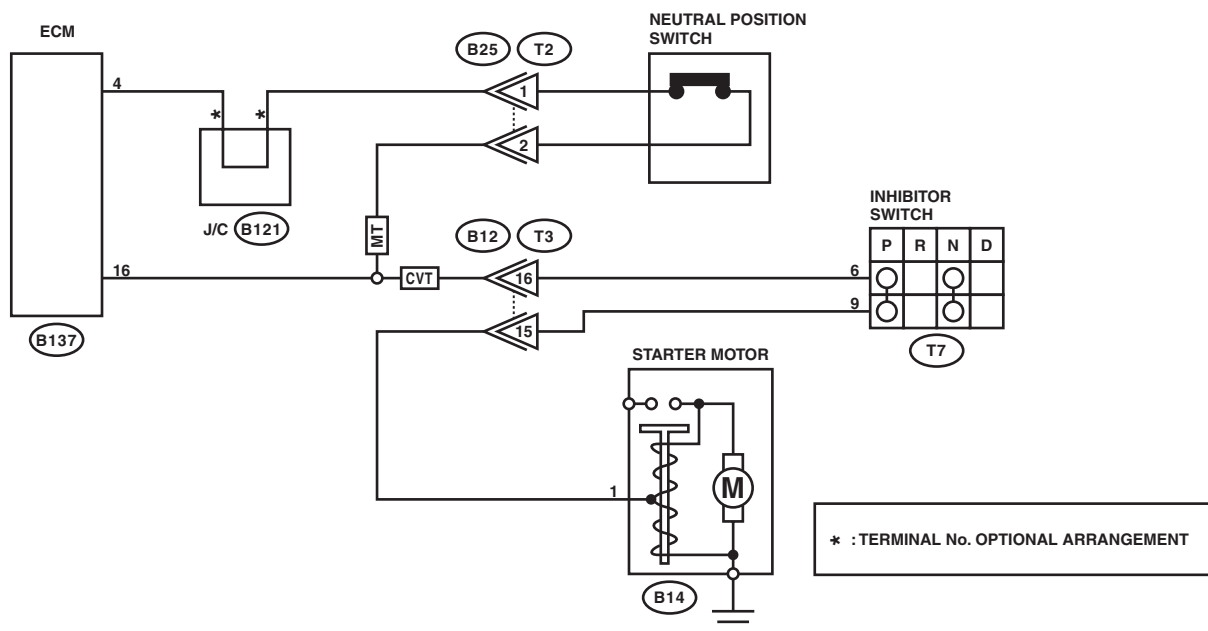 ECM
NEUTRAL POSITION
SWITCH
B25
T2
4
1
*
*
2
J/C
B121
MT
B12
T3
INHIBITOR
SWITCH
P
R
N
D
16
CVT
16
6
15
9
B137
T7
STARTER MOTOR
M
1
* : TERMINAL No. OPTIONAL ARRANGEMENT
B14